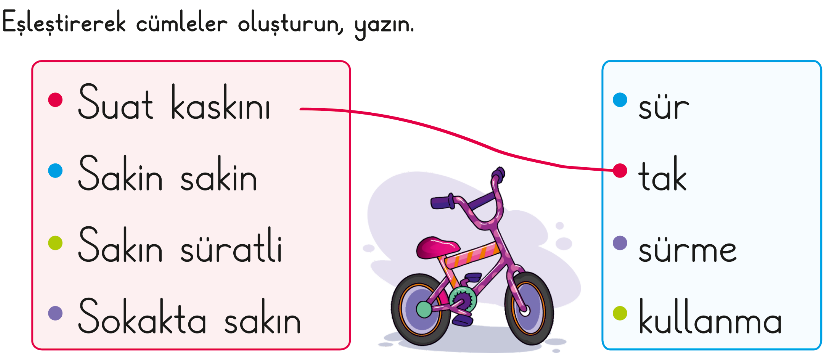 Eşleştirerek cümleler oluşturun, yazın.
Suat kaskını
Sakin sakin
Sakın süratli
Sokakta sakın
sür
tak
sürme
kullanma